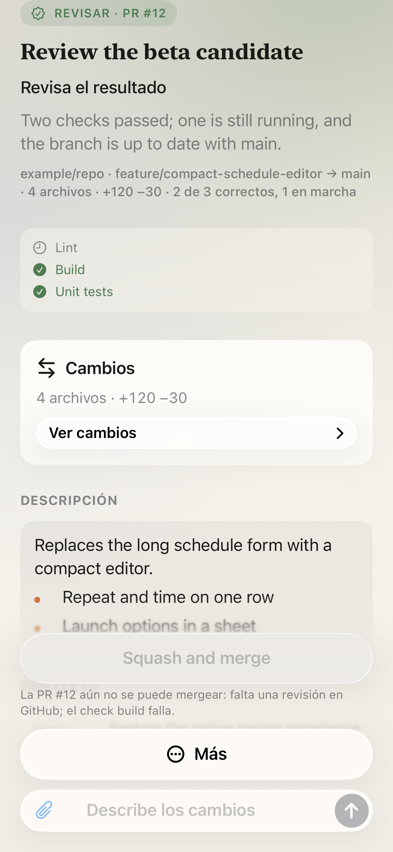 REVISAR · PR #12
Review the beta candidate
Revisa el resultado
Two checks passed; one is still running, and
the branch is up to date with main.
example/repo · feature/compact-schedule-editor → main
· 4 archivos · +120 −30 · 2 de 3 correctos, 1 en marcha
Lint
Build
Unit tests
Cambios
4 archivos · +120 −30
Ver cambios
DESCRIPCIÓN
Replaces the long schedule form with a
compact editor.
• Repeat and time on one row
• Launch options in a sheet
Squash and merge
La PR #12 aún no se puede mergear: falta una revisión en
GitHub; el check build falla.
Más
Describe los cambios